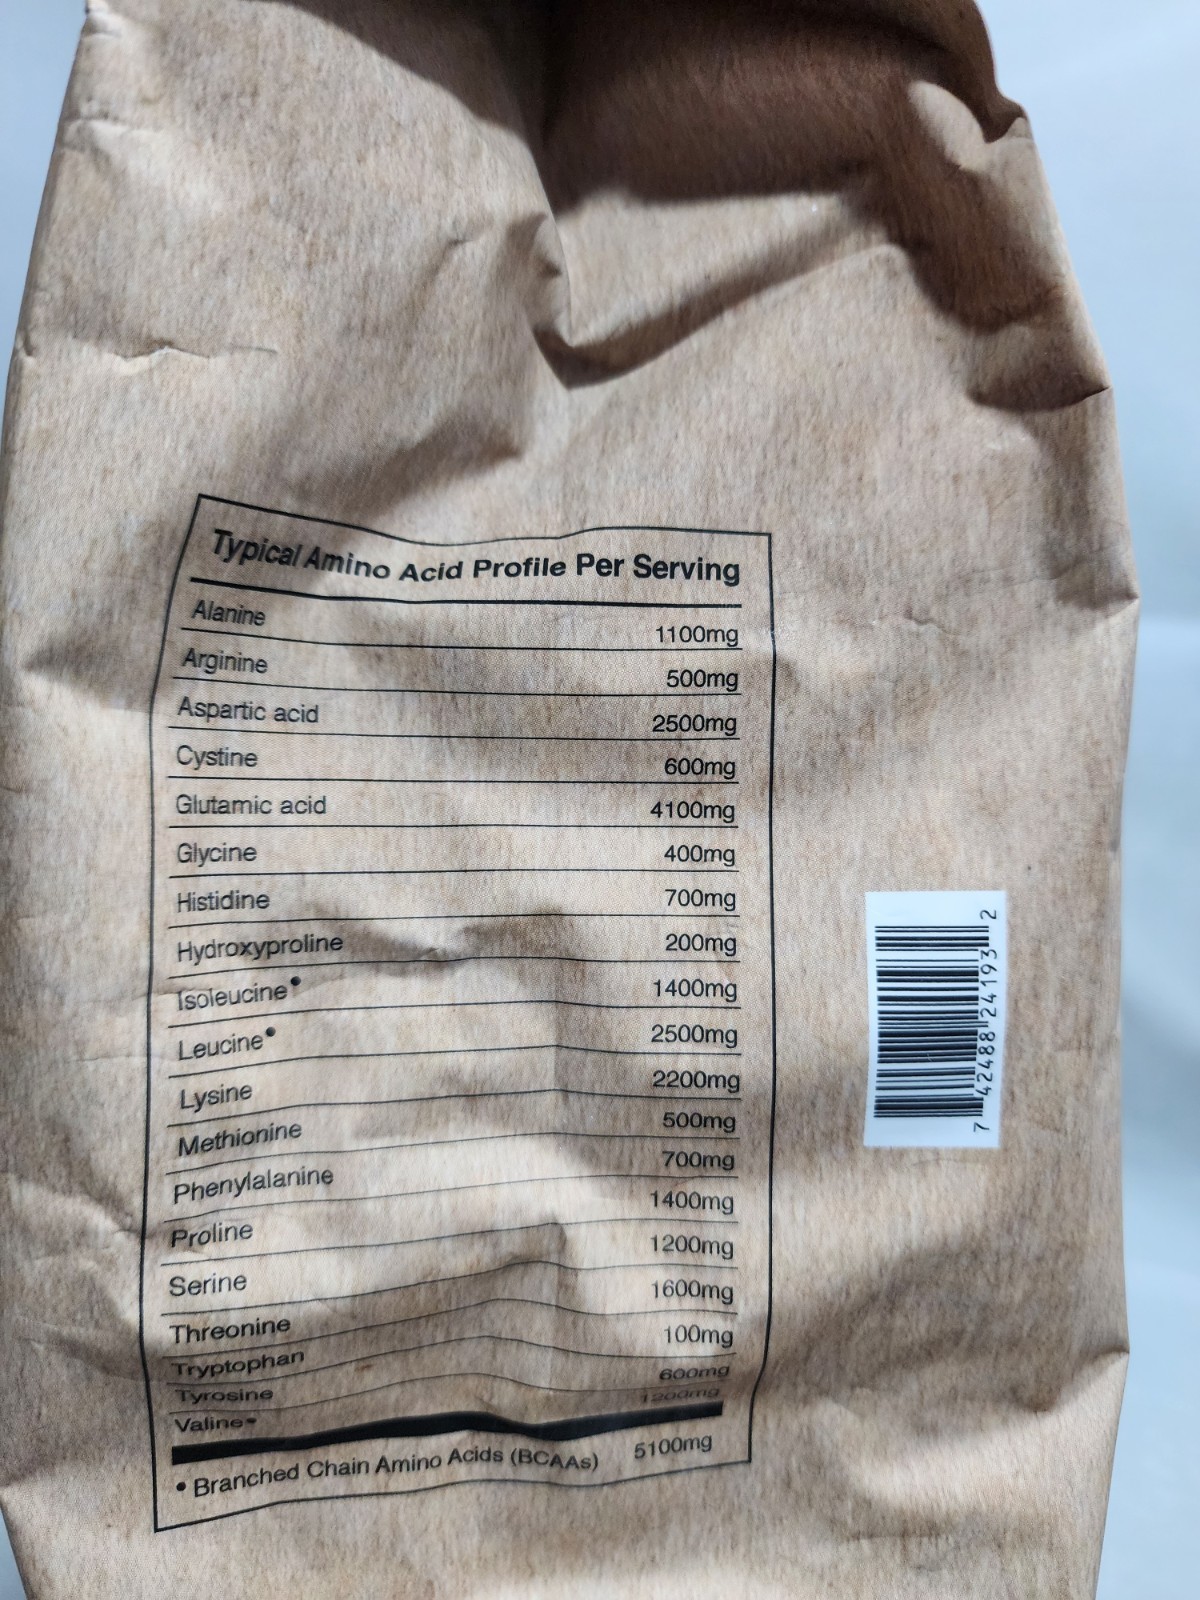 Typical Amino Acid Profile Per Serving
Alanine 1100mg
Arginine 500mg
Aspartic acid 2500mg
Cystine 600mg
Glutamic acid 4100mg
Glycine 400mg
Histidine 700mg
Hydroxyproline 200mg
Isoleucine• 1400mg
Leucine• 2500mg
Lysine 2200mg
Methionine 500mg
Phenylalanine 700mg
Proline 1400mg
Serine 1200mg
Threonine 1600mg
Tryptophan 100mg
Tyrosine 600mg
Valine• 1200mg
• Branched Chain Amino Acids (BCAAs) 5100mg
7 42488 24193 2